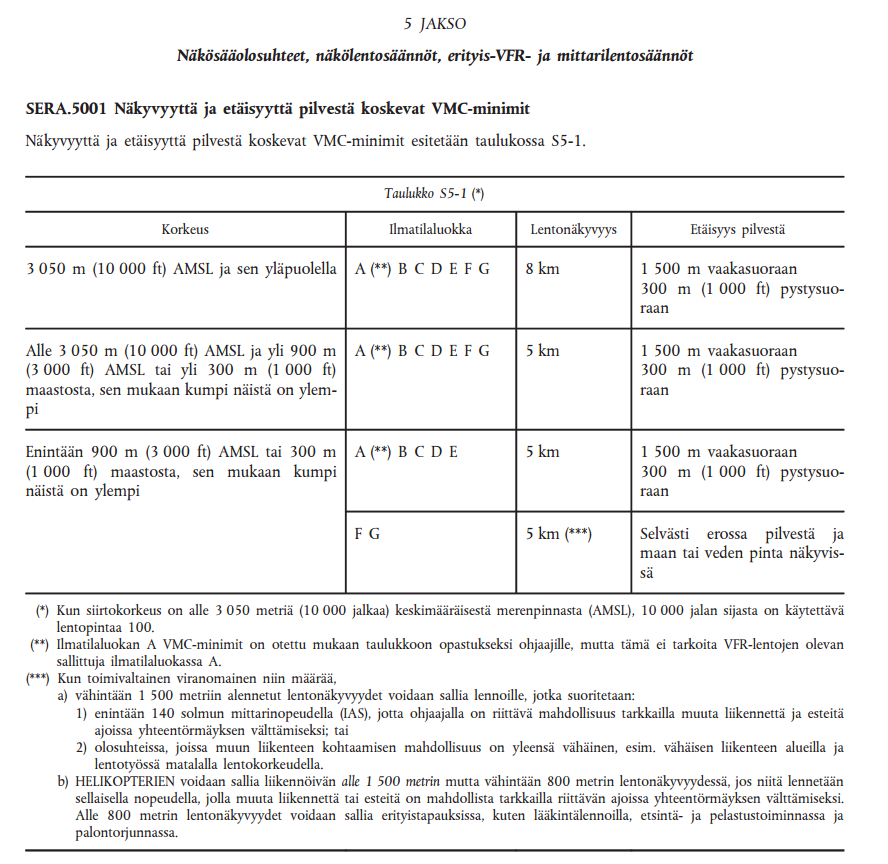 5 JAKSO
Näkösääolosuhteet, näkölentosäännöt, erityis-VFR- ja mittarilentosäännöt
SERA.5001 Näkyvyyttä ja etäisyyttä pilvestä koskevat VMC-minimit
Näkyvyyttä ja etäisyyttä pilvestä koskevat VMC-minimit esitetään taulukossa S5-1.
Taulukko S5-1 (*)
Korkeus
Ilmatilaluokka
Lentonäkyvyys
Etäisyys pilvestä
3 050 m (10 000 ft) AMSL ja sen yläpuolella
A (**) B C D E F G
8 km
1 500 m vaakasuoraan
300 m (1 000 ft) pystysuo-
raan
Alle 3 050 m (10 000 ft) AMSL ja yli 900 m
(3 000 ft) AMSL tai yli 300 m (1 000 ft)
maastosta, sen mukaan kumpi näistä on ylem-
pi
A (**) B C D E F G
5 km
1 500 m vaakasuoraan
300 m (1 000 ft) pystysuo-
raan
Enintään 900 m (3 000 ft) AMSL tai 300 m
(1 000 ft) maastosta, sen mukaan kumpi
näistä on ylempi
A (**) B C D E
5 km
1 500 m vaakasuoraan
300 m (1 000 ft) pystysuo-
raan
F G
5 km (***)
Selvästi erossa pilvestä ja
maan tai veden pinta näkyvis-
sä
(*) Kun siirtokorkeus on alle 3 050 metriä (10 000 jalkaa) keskimääräisestä merenpinnasta (AMSL), 10 000 jalan sijasta on käytettävä
lentopintaa 100.
(**) Ilmatilaluokan A VMC-minimit on otettu mukaan taulukkoon opastukseksi ohjaajille, mutta tämä ei tarkoita VFR-lentojen olevan
sallittuja ilmatilaluokassa A.
(***) Kun toimivaltainen viranomainen niin määrää,
a) vähintään 1 500 metriin alennetut lentonäkyvyydet voidaan sallia lennoille, jotka suoritetaan:
1) enintään 140 solmun mittarinopeudella (IAS), jotta ohjaajalla on riittävä mahdollisuus tarkkailla muuta liikennettä ja esteitä
ajoissa yhteentörmäyksen välttämiseksi; tai
2) olosuhteissa, joissa muun liikenteen kohtaamisen mahdollisuus on yleensä vähäinen, esim. vähäisen liikenteen alueilla ja
lentotyössä matalalla lentokorkeudella.
b) HELIKOPTERIEN voidaan sallia liikennöivän alle 1 500 metrin mutta vähintään 800 metrin lentonäkyvyydessä, jos niitä lennetään
sellaisella nopeudella, jolla muuta liikennettä tai esteitä on mahdollista tarkkailla riittävän ajoissa yhteentörmäyksen välttämiseksi.
Alle 800 metrin lentonäkyvyydet voidaan sallia erityistapauksissa, kuten lääkintälennoilla, etsintä- ja pelastustoiminnassa ja
palontorjunnassa.